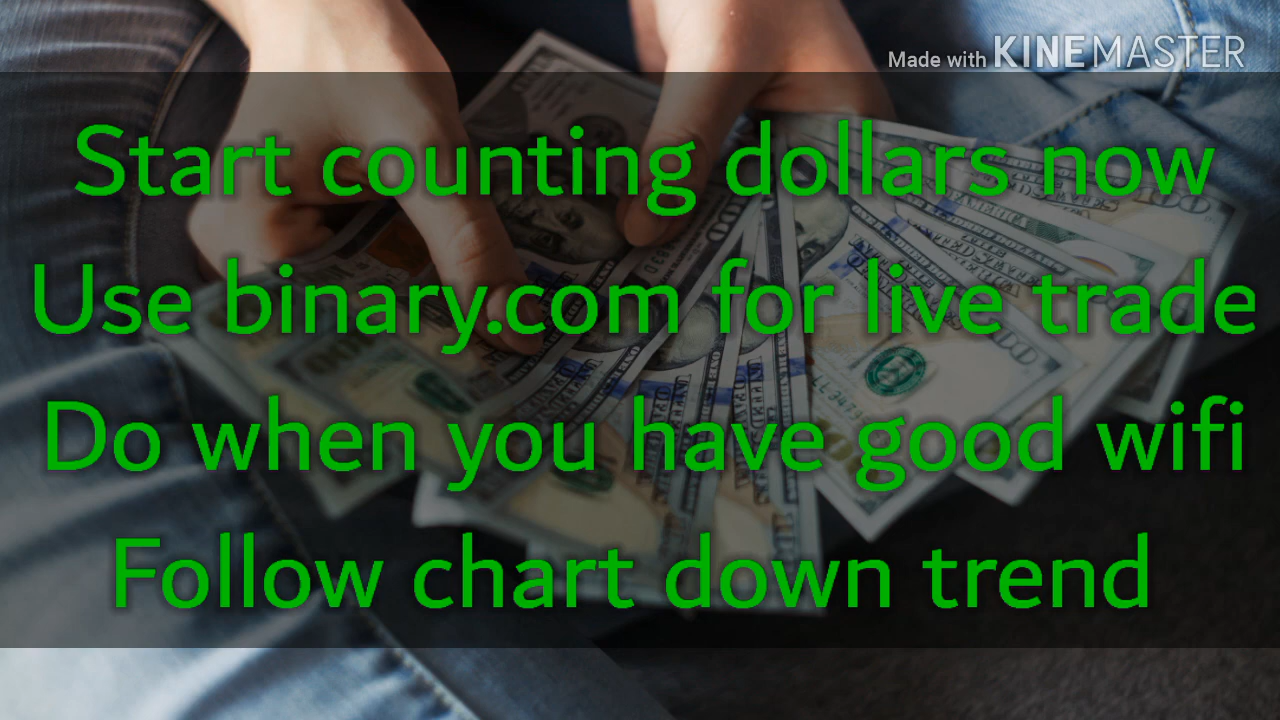 Made with KINEMASTER
Start counting dollars now
Use binary.com for live trade
Do when you have good wifi
Follow chart down trend